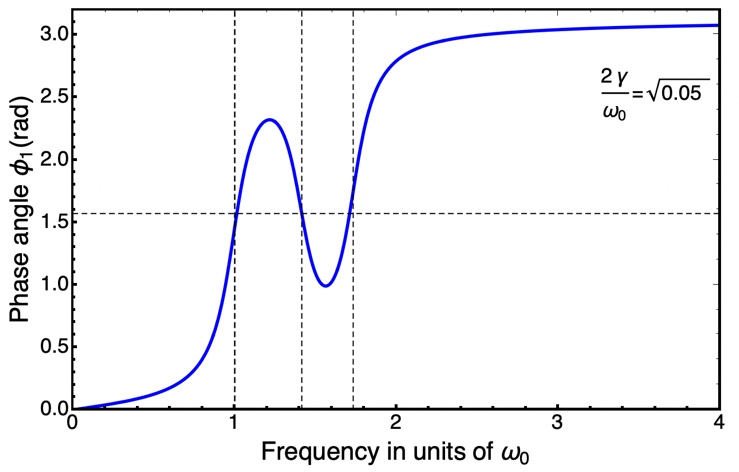 3.0
2.5
2.0
1.5
1.0
0.5
0.0
Phase angle ϕ₁(rad)
2 γ
ω₀
=√0.05
0 1 2 3 4
Frequency in units of ω₀